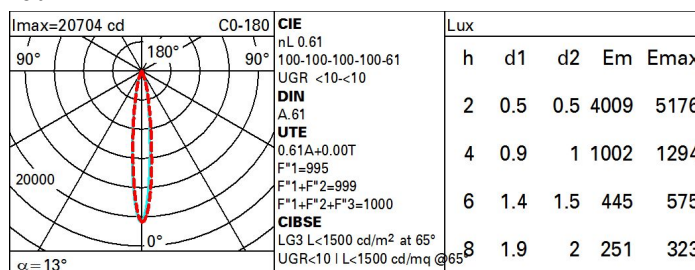 Imax=20704 cd C0-180
180°
90° 90°
20000
0°
α=13°
CIE
nL 0.61
100-100-100-100-61
UGR <10-<10
DIN
A.61
UTE
0.61A+0.00T
F"1=995
F"1+F"2=999
F"1+F"2+F"3=1000
CIBSE
LG3 L<1500 cd/m² at 65°
UGR<10 | L<1500 cd/mq @65°
Lux
h d1 d2 Em Emax
2 0.5 0.5 4009 5176
4 0.9 1 1002 1294
6 1.4 1.5 445 575
8 1.9 2 251 323